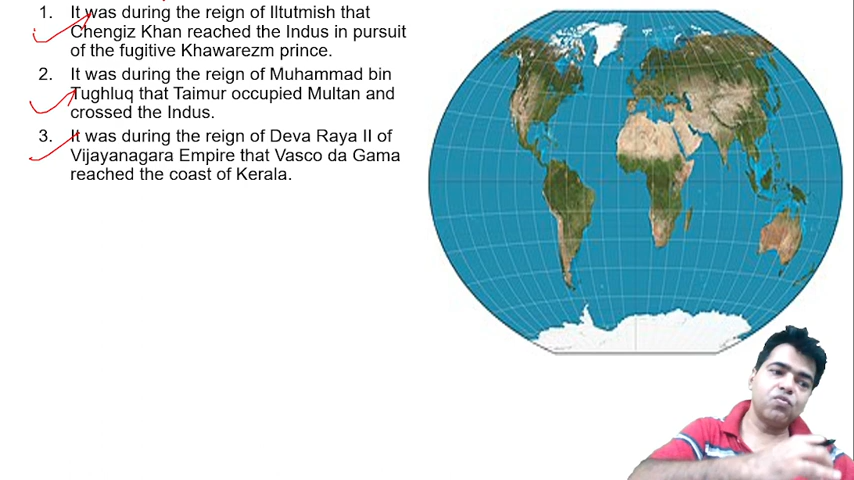 1. It was during the reign of Iltutmish that
Chengiz Khan reached the Indus in pursuit
of the fugitive Khawarezm prince.
2. It was during the reign of Muhammad bin
Tughluq that Taimur occupied Multan and
crossed the Indus.
3. It was during the reign of Deva Raya II of
Vijayanagara Empire that Vasco da Gama
reached the coast of Kerala.